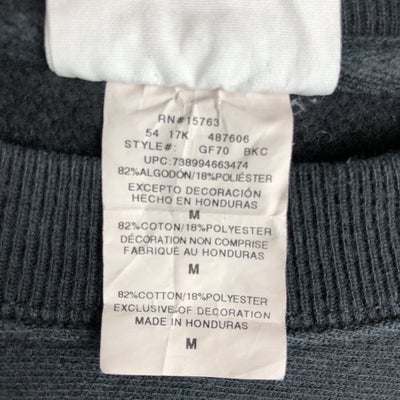 RN#15763
54 17K 487606
STYLE#: GF70 BKC
UPC:738994663474
82%ALGODÓN/18%POLIÉSTER
EXCEPTO DECORACIÓN
HECHO EN HONDURAS
M
82%COTON/18%POLYESTER
DÉCORATION NON COMPRISE
FABRIQUÉ AU HONDURAS
M
82%COTTON/18%POLYESTER
EXCLUSIVE OF DECORATION
MADE IN HONDURAS
M